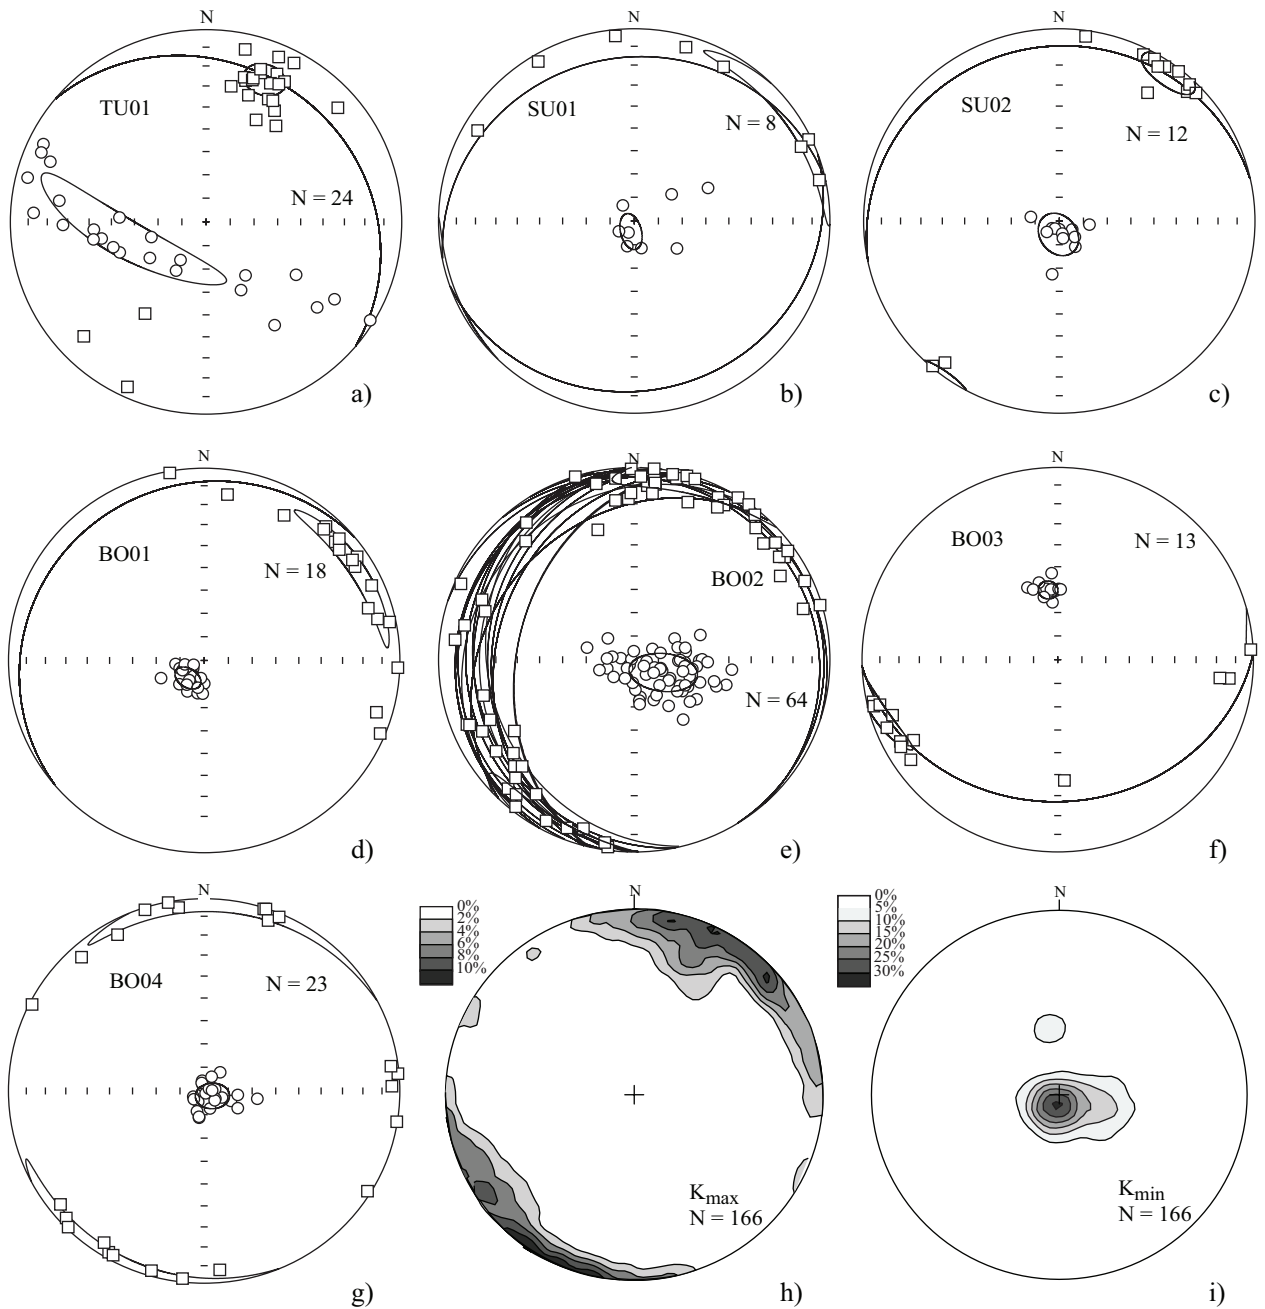 N
TU01
N = 24
a)
N
SU01
N = 8
b)
N
SU02
N = 12
c)
N
BO01
N = 18
d)
N
BO02
N = 64
e)
N
BO03
N = 13
f)
N
BO04
N = 23
g)
N
0%
2%
4%
6%
8%
10%
Kmax
N = 166
h)
N
0%
5%
10%
15%
20%
25%
30%
Kmin
N = 166
i)